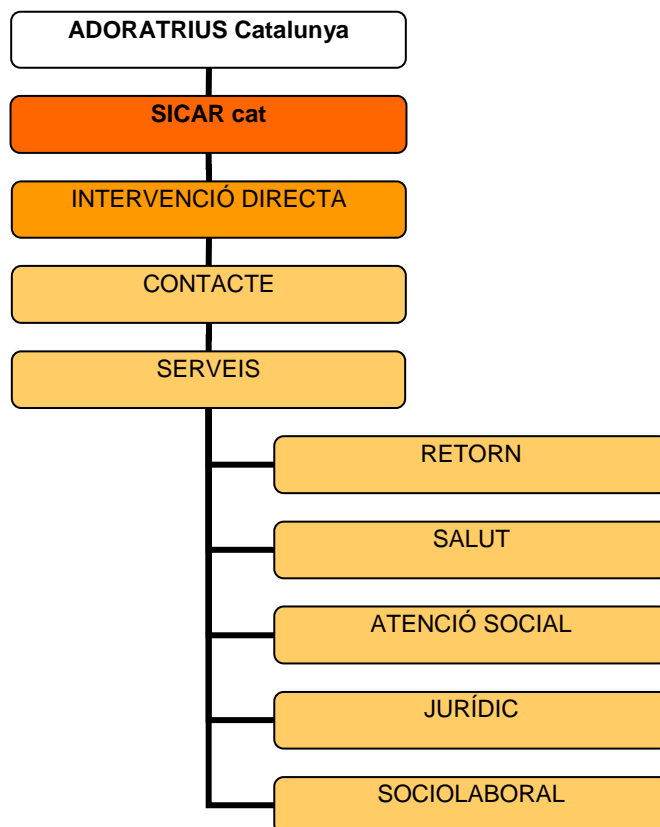 ADORATRIUS Catalunya
SICAR cat
INTERVENCIÓ DIRECTA
CONTACTE
SERVEIS
RETORN
SALUT
ATENCIÓ SOCIAL
JURÍDIC
SOCIOLABORAL